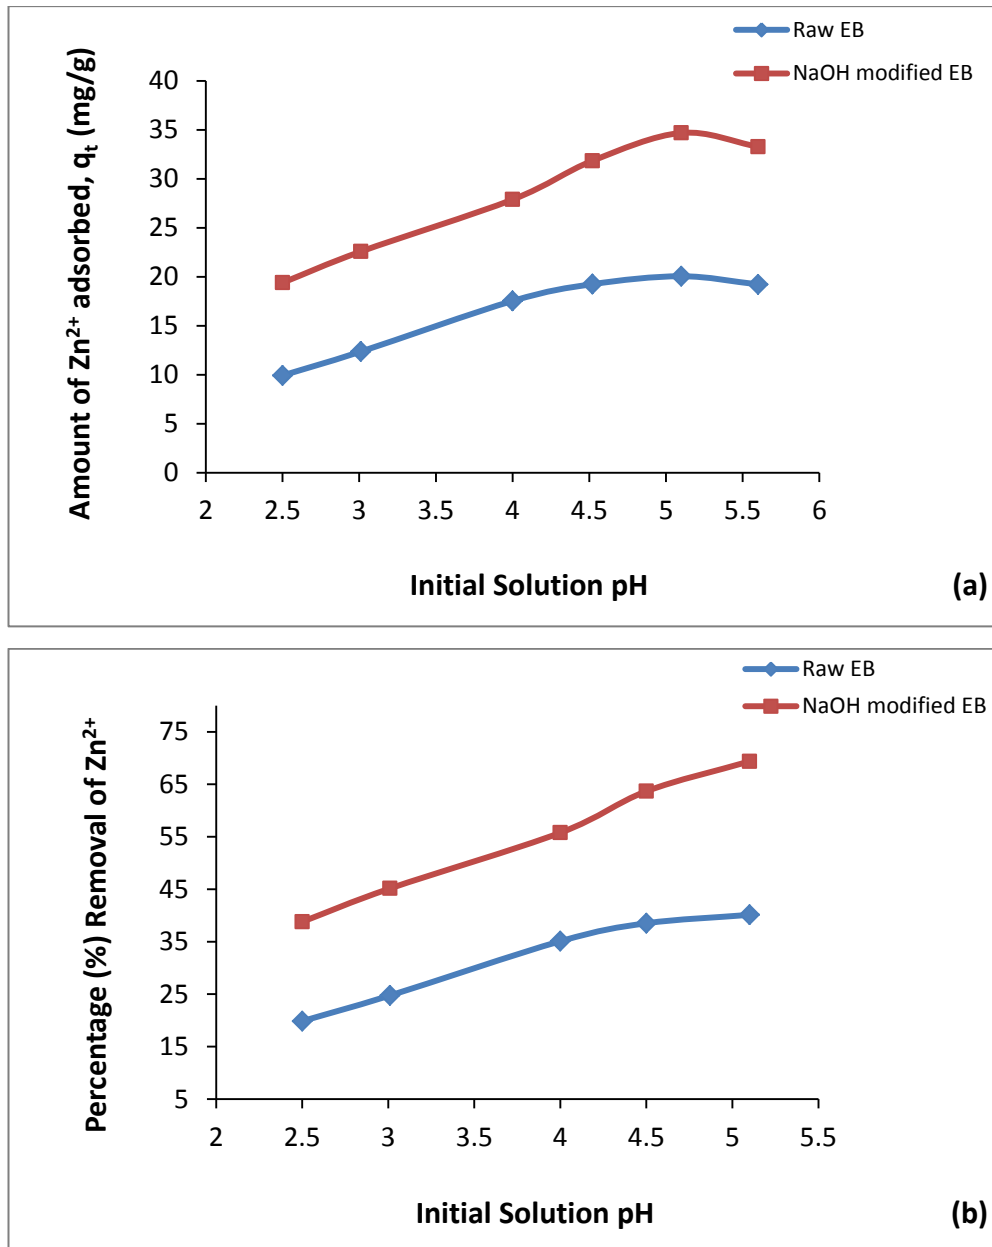 Raw EB
NaOH modified EB
Amount of Zn²⁺ adsorbed, qₜ (mg/g)
40
35
30
25
20
15
10
5
0
2 2.5 3 3.5 4 4.5 5 5.5 6
Initial Solution pH
(a)
Raw EB
NaOH modified EB
Percentage (%) Removal of Zn²⁺
75
65
55
45
35
25
15
5
2 2.5 3 3.5 4 4.5 5 5.5
Initial Solution pH
(b)